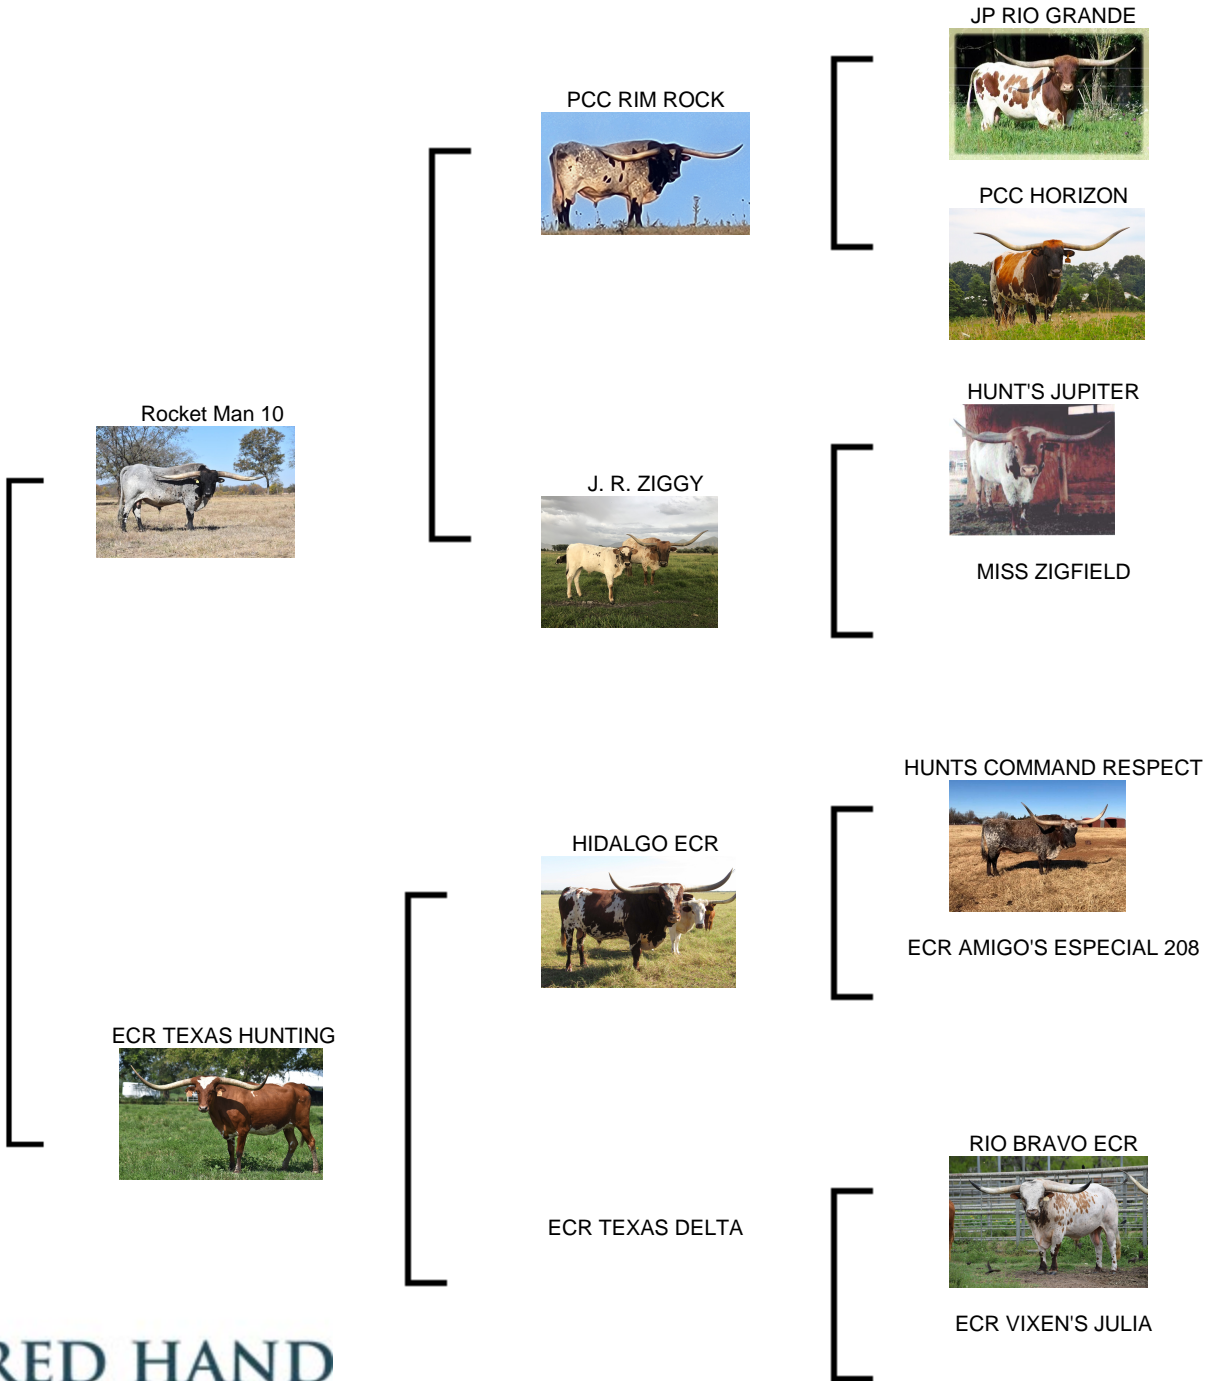 JP RIO GRANDE
PCC RIM ROCK
PCC HORIZON
HUNT'S JUPITER
Rocket Man 10
J. R. ZIGGY
MISS ZIGFIELD
HUNTS COMMAND RESPECT
HIDALGO ECR
ECR AMIGO'S ESPECIAL 208
ECR TEXAS HUNTING
RIO BRAVO ECR
ECR TEXAS DELTA
ECR VIXEN'S JULIA
RED HAND